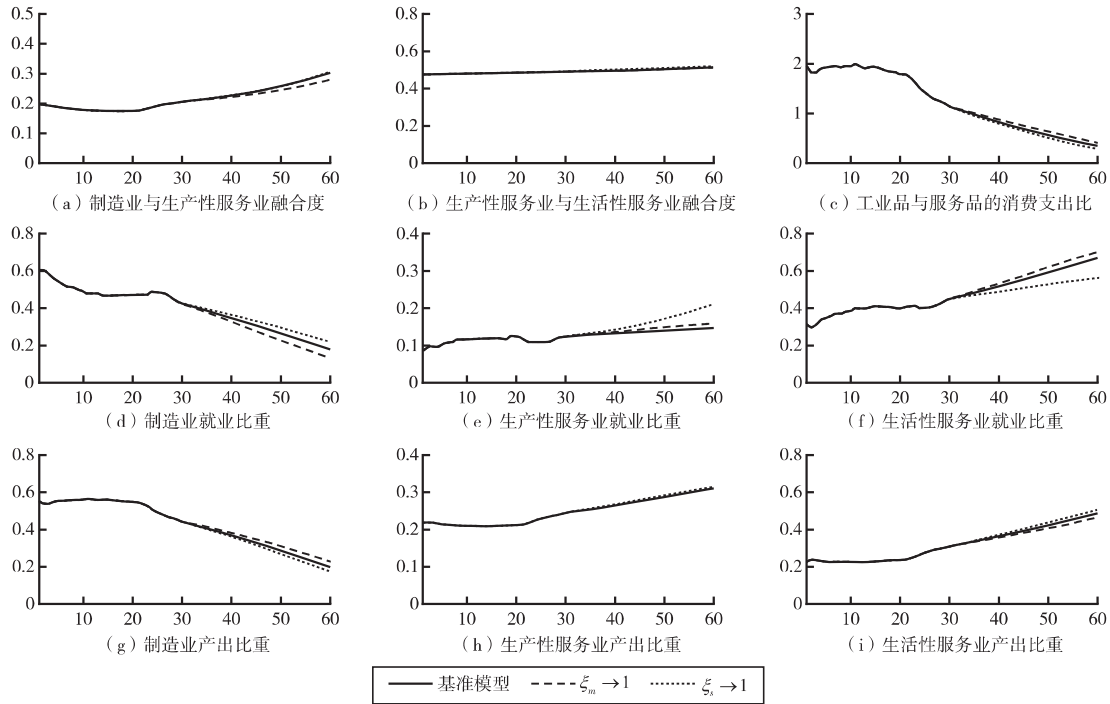 0.5
0.4
0.3
0.2
0.1
0
10 20 30 40 50 60
(a)制造业与生产性服务业融合度
0.8
0.6
0.4
0.2
0
10 20 30 40 50 60
(b)生产性服务业与生活性服务业融合度
3
2
1
0
10 20 30 40 50 60
(c)工业品与服务品的消费支出比
0.8
0.6
0.4
0.2
0
10 20 30 40 50 60
(d)制造业就业比重
0.4
0.3
0.2
0.1
0
10 20 30 40 50 60
(e)生产性服务业就业比重
0.8
0.6
0.4
0.2
0
10 20 30 40 50 60
(f)生活性服务业就业比重
0.8
0.6
0.4
0.2
0
10 20 30 40 50 60
(g)制造业产出比重
0.4
0.3
0.2
0.1
0
10 20 30 40 50 60
(h)生产性服务业产出比重
0.8
0.6
0.4
0.2
0
10 20 30 40 50 60
(i)生活性服务业产出比重
基准模型 ξm→1 ξs→1